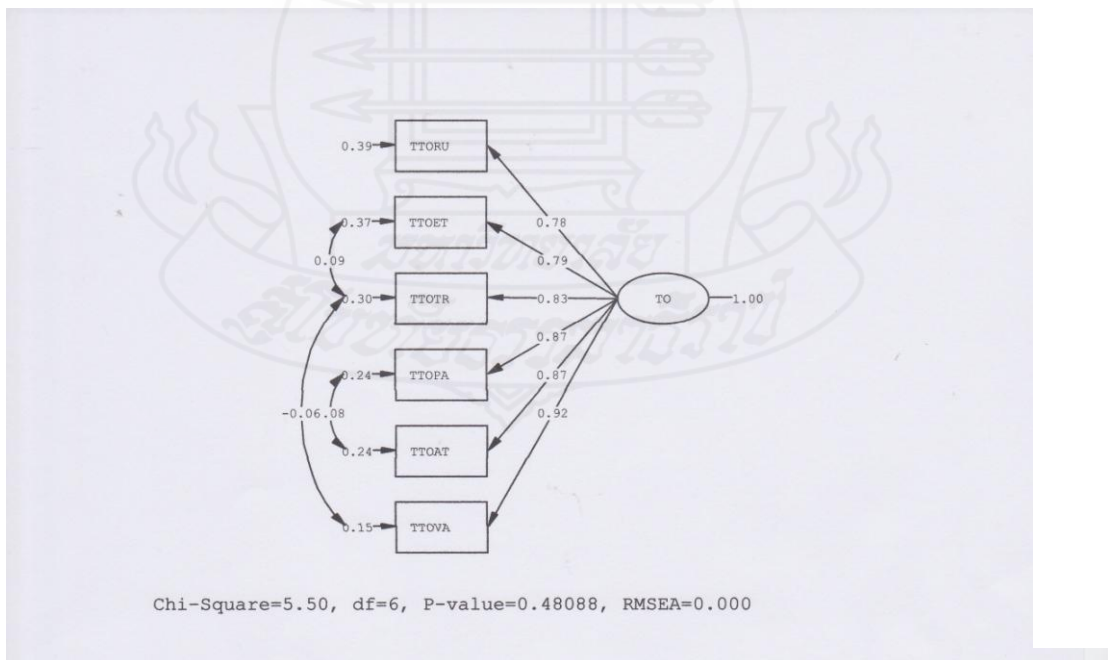 0.39 TTORU
0.78
0.37 TTOET
0.09 0.79
0.30 TTOTR 0.83 TO 1.00
0.87
0.24 TTOPA 0.87
-0.06 .08 0.92
0.24 TTOAT
0.15 TTOVA
Chi-Square=5.50, df=6, P-value=0.48088, RMSEA=0.000